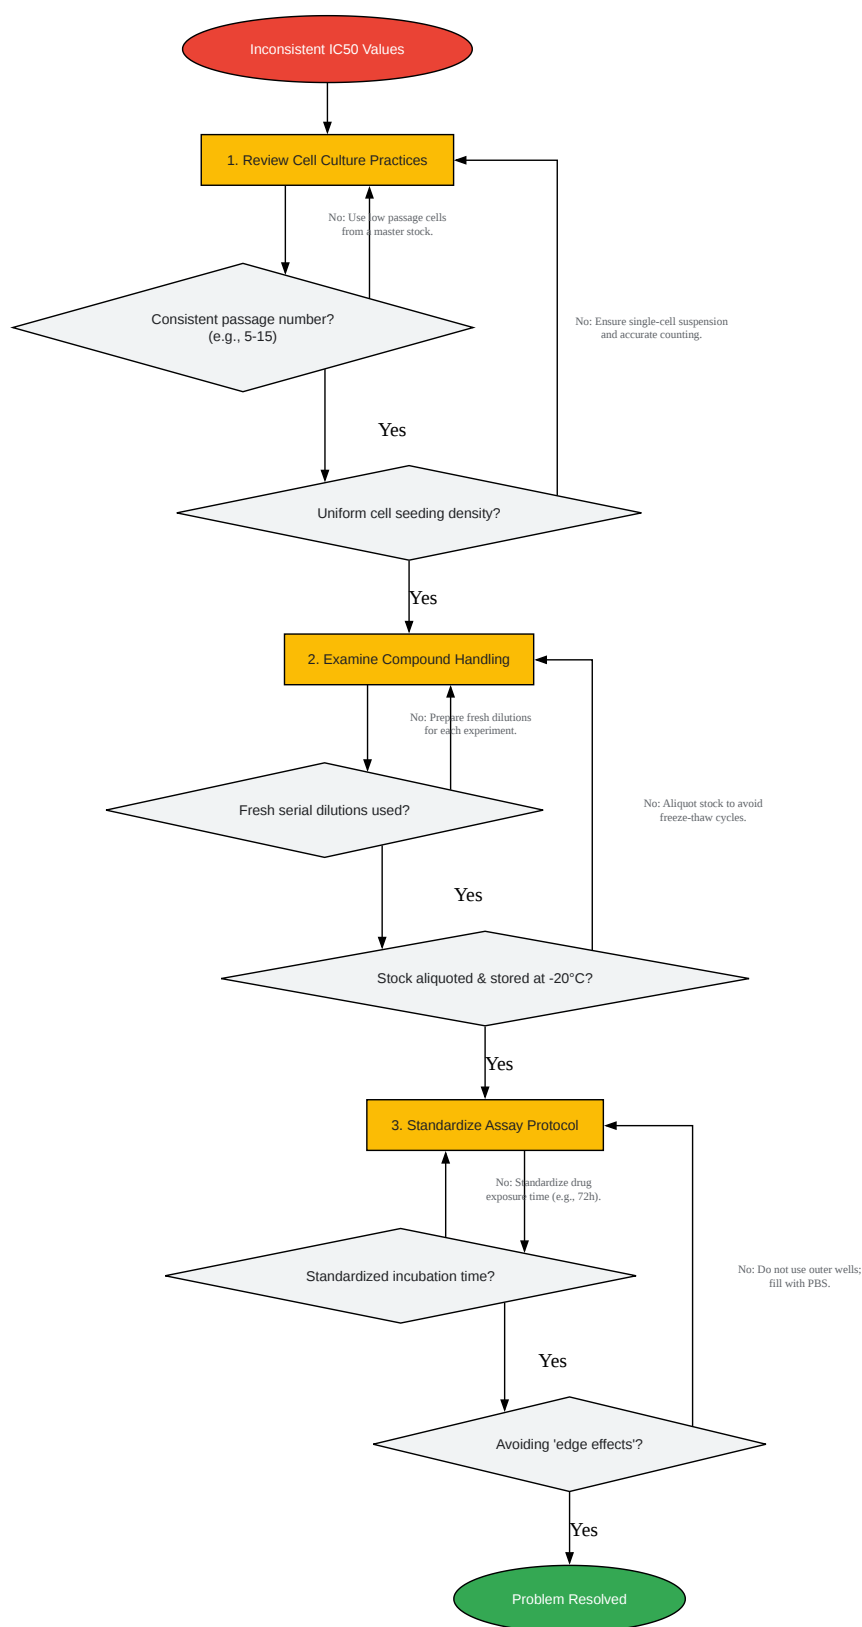 Inconsistent IC50 Values
1. Review Cell Culture Practices
No: Use low passage cells
from a master stock.
Consistent passage number?
(e.g., 5-15)
No: Ensure single-cell suspension
and accurate counting.
Yes
Uniform cell seeding density?
Yes
2. Examine Compound Handling
No: Prepare fresh dilutions
for each experiment.
Fresh serial dilutions used?
No: Aliquot stock to avoid
freeze-thaw cycles.
Yes
Stock aliquoted & stored at -20°C?
Yes
3. Standardize Assay Protocol
No: Standardize drug
exposure time (e.g., 72h).
Standardized incubation time?
No: Do not use outer wells;
fill with PBS.
Yes
Avoiding 'edge effects'?
Yes
Problem Resolved